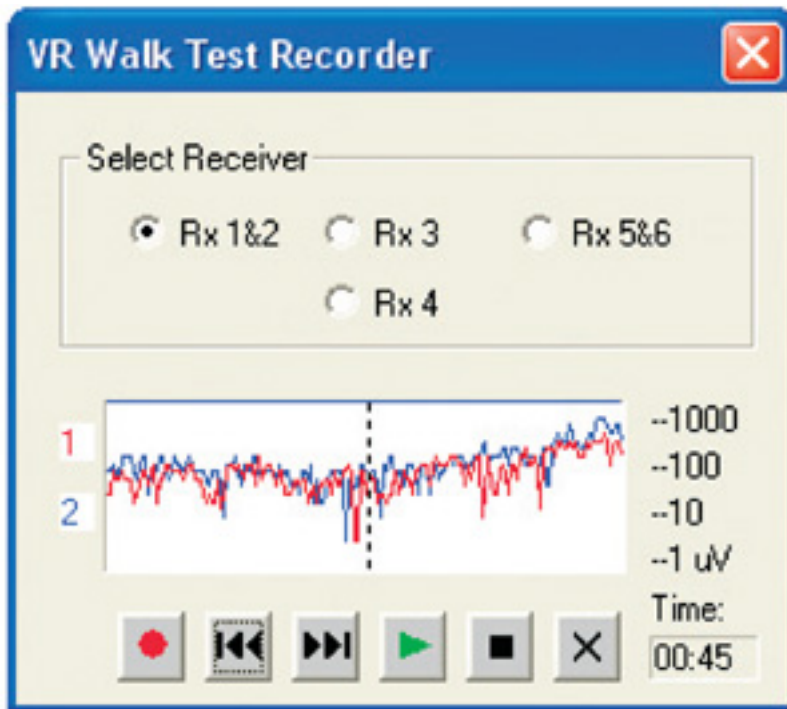 VR Walk Test Recorder
Select Receiver
Rx 1&2 Rx 3 Rx 5&6
Rx 4
1
2
--1000
--100
--10
--1 uV
Time:
00:45